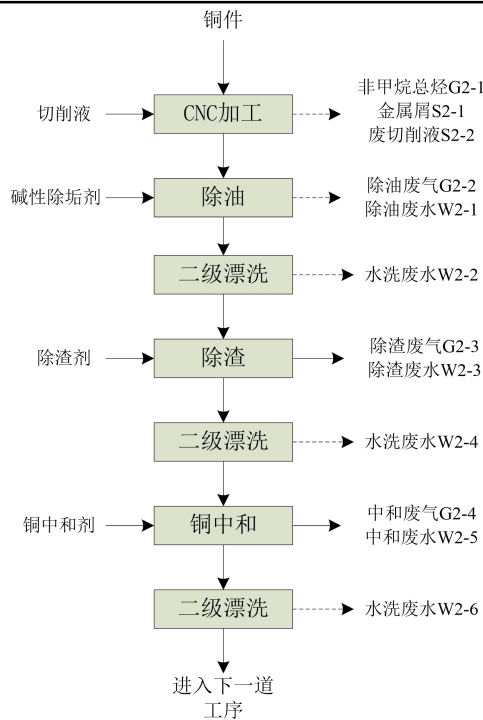 铜件
切削液
CNC加工
非甲烷总烃G2-1
金属屑S2-1
废切削液S2-2
碱性除垢剂
除油
除油废气G2-2
除油废水W2-1
二级漂洗
水洗废水W2-2
除渣剂
除渣
除渣废气G2-3
除渣废水W2-3
二级漂洗
水洗废水W2-4
铜中和剂
铜中和
中和废气G2-4
中和废水W2-5
二级漂洗
水洗废水W2-6
进入下一道
工序